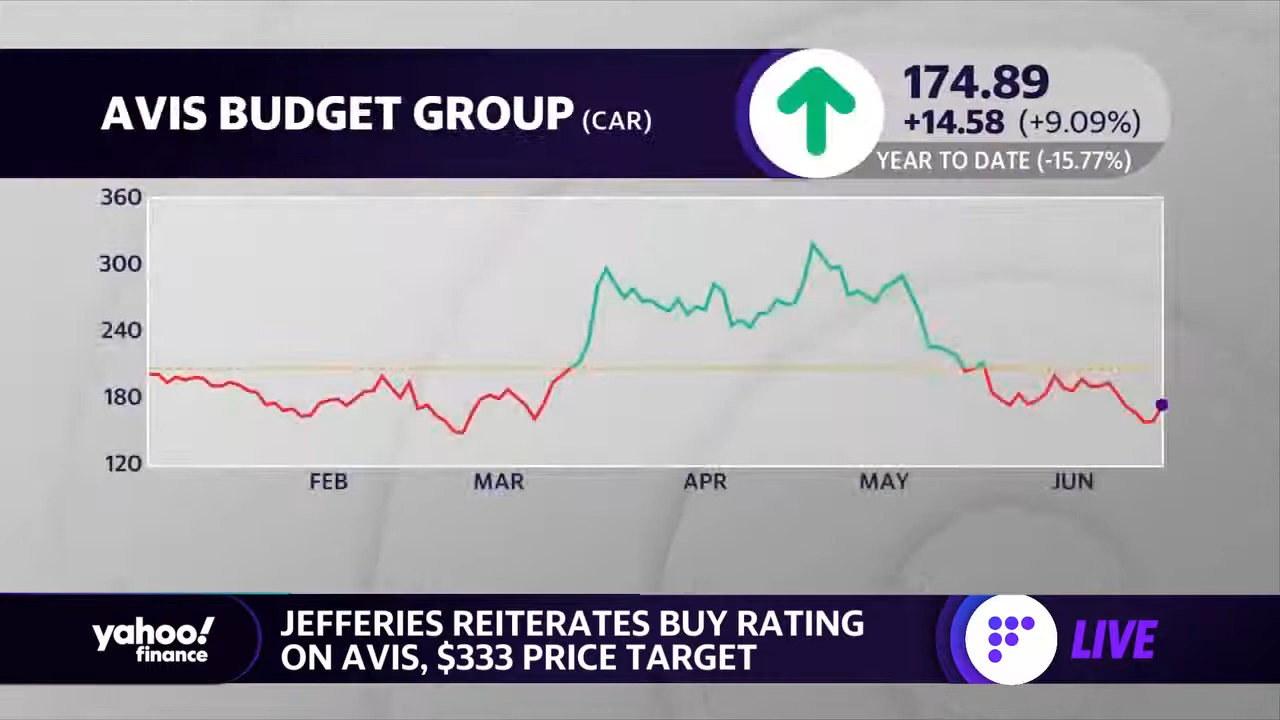 AVIS BUDGET GROUP (CAR)
174.89
+14.58 (+9.09%)
YEAR TO DATE (-15.77%)
360
300
240
180
120
FEB MAR APR MAY JUN
yahoo!
finance
JEFFERIES REITERATES BUY RATING
ON AVIS, $333 PRICE TARGET
LIVE